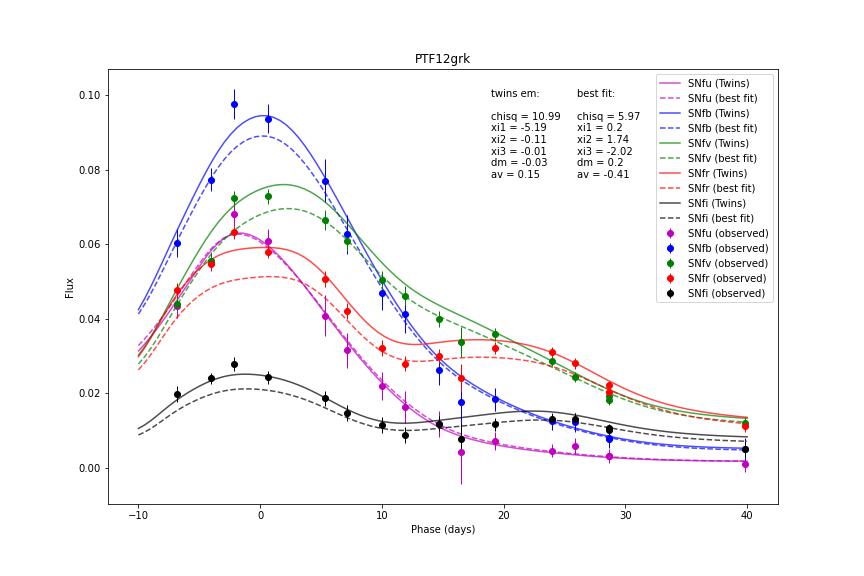 PTF12grk
twins em: best fit:
chisq = 10.99 chisq = 5.97
xi1 = -5.19 xi1 = 0.2
xi2 = -0.11 xi2 = 1.74
xi3 = -0.01 xi3 = -2.02
dm = -0.03 dm = 0.2
av = 0.15 av = -0.41
SNfu (Twins)
SNfu (best fit)
SNfb (Twins)
SNfb (best fit)
SNfv (Twins)
SNfv (best fit)
SNfr (Twins)
SNfr (best fit)
SNfi (Twins)
SNfi (best fit)
SNfu (observed)
SNfb (observed)
SNfv (observed)
SNfr (observed)
SNfi (observed)
Flux
0.10
0.08
0.06
0.04
0.02
0.00
−10 0 10 20 30 40
Phase (days)